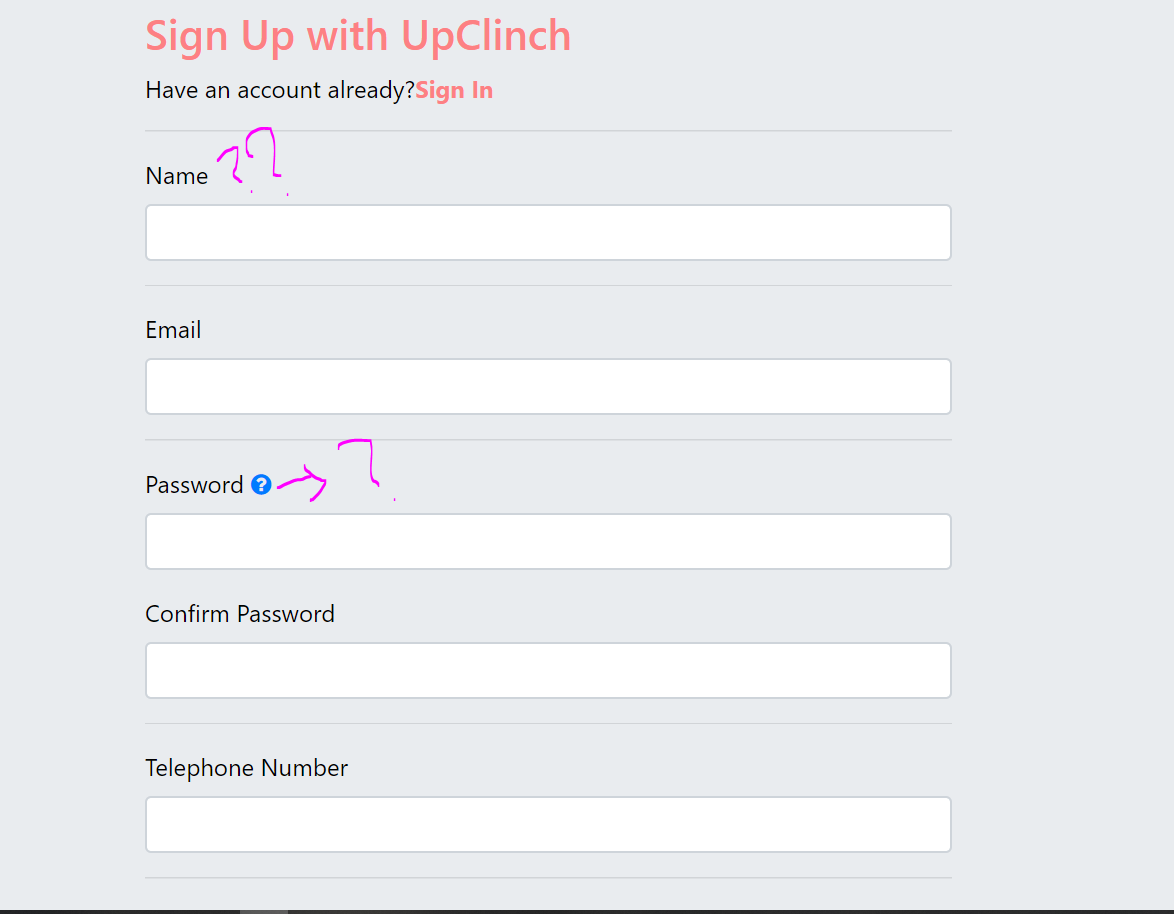 Sign Up with UpClinch
Have an account already?Sign In
Name ??
Email
Password ? ?
Confirm Password
Telephone Number